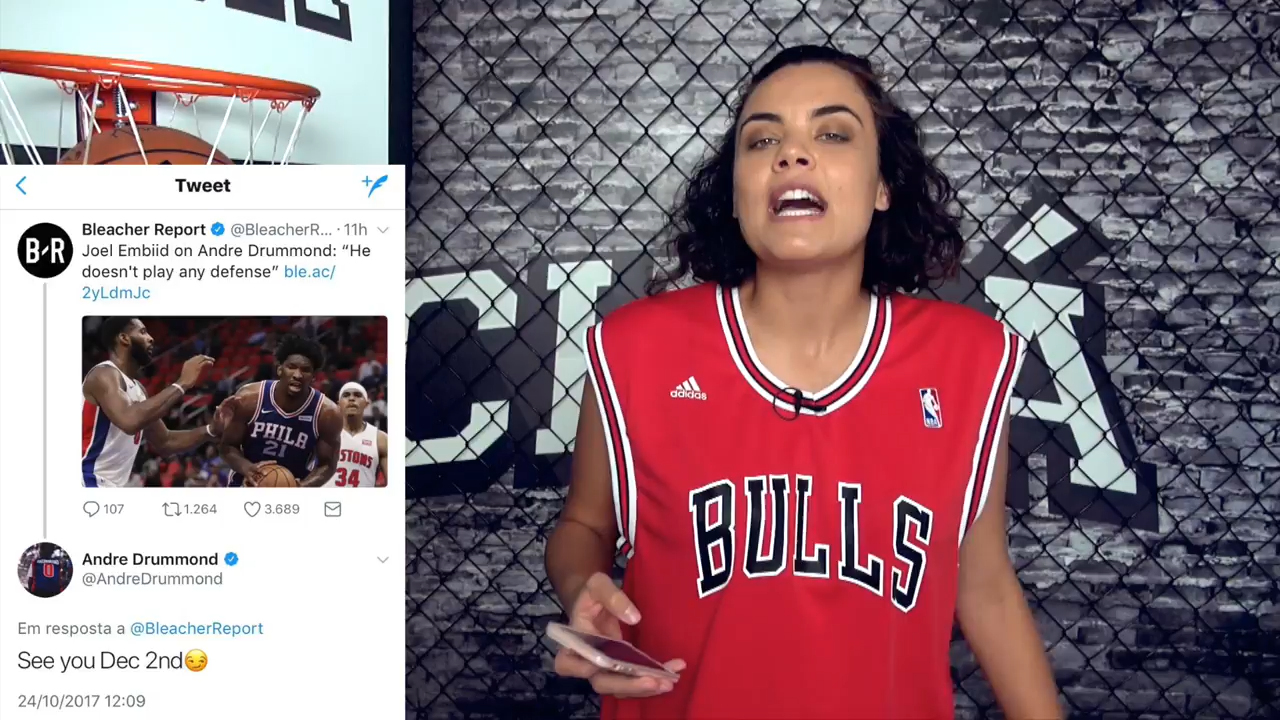 Tweet
B/R
Bleacher Report @BleacherR... · 11h
Joel Embiid on Andre Drummond: “He
doesn't play any defense” ble.ac/
2yLdmJc
PHILA
21
STONS
34
107 1.264 3.689
Andre Drummond
@AndreDrummond
0
Em resposta a @BleacherReport
See you Dec 2nd😏
24/10/2017 12:09
adidas
NBA
BULLS